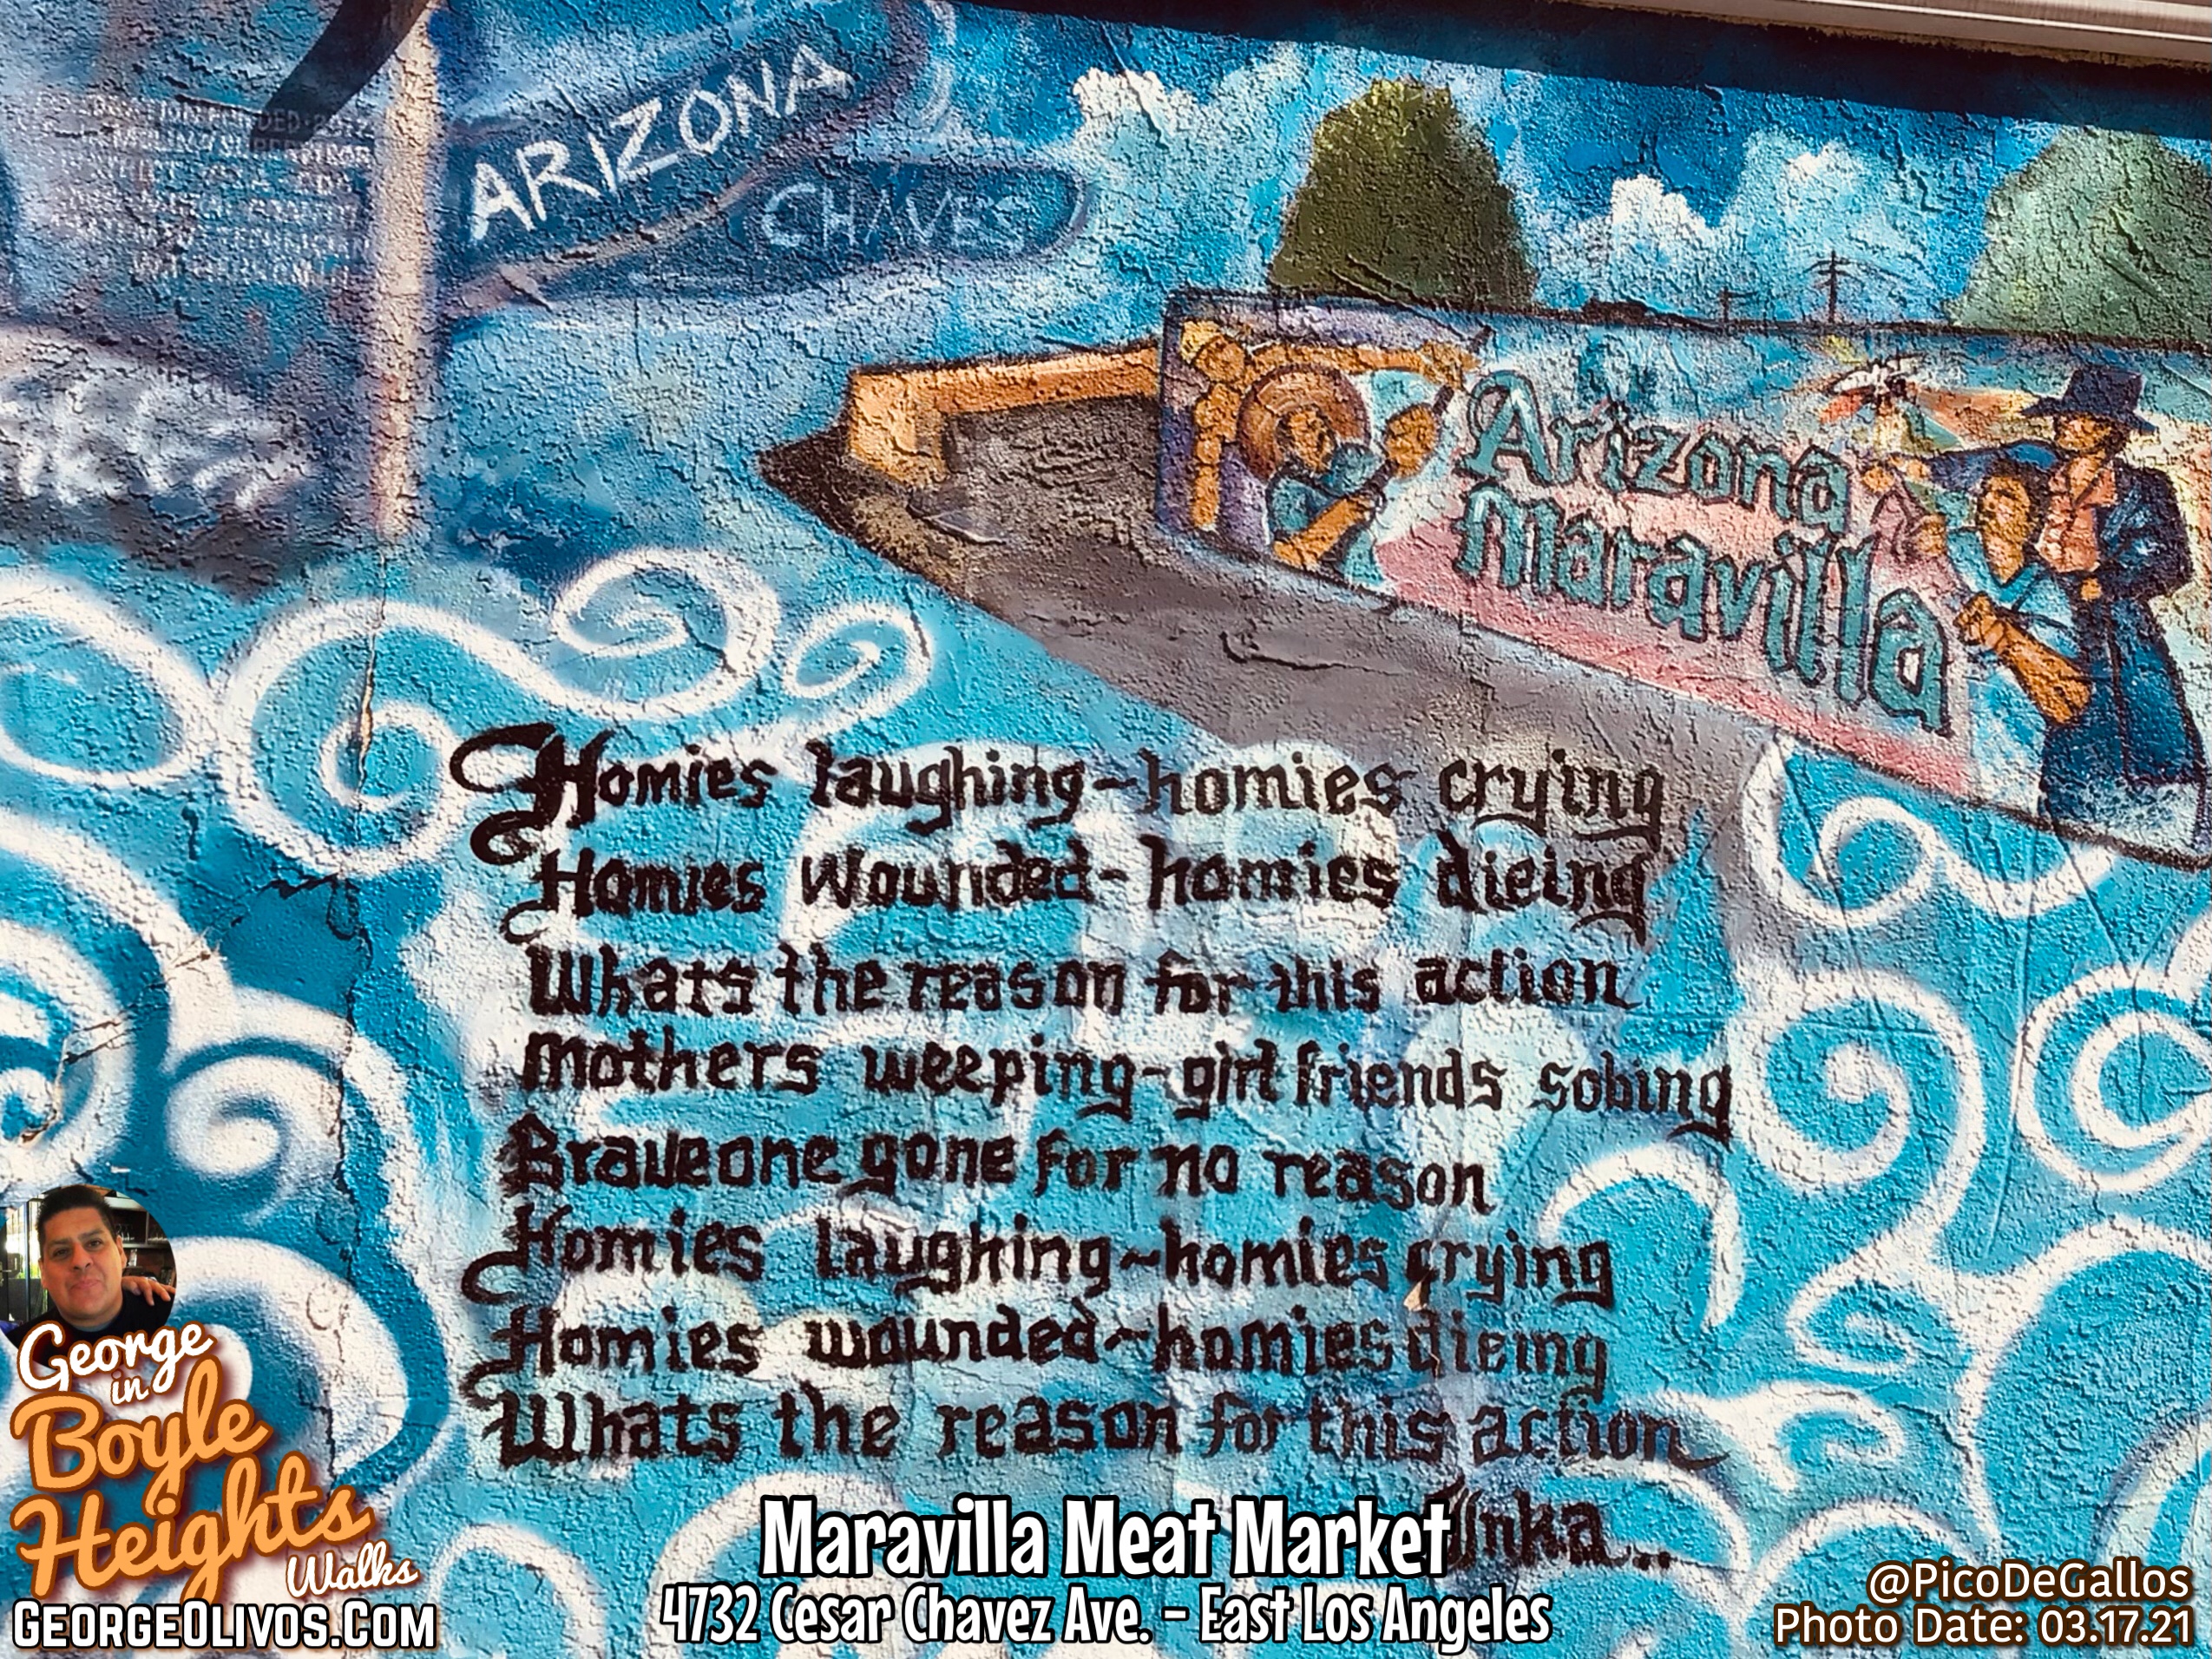 ARIZONA
CHAVES
Arizona
Maravilla
Homies laughing-homies crying
Homies wounded-homies dieing
Whats the reason for this action
mothers weeping-girl friends sobing
Braveone gone for no reason
Homies laughing-homies crying
Homies wounded-homies dieing
Whats the reason for this action
Unka..
George
in
Boyle
Heights
Walks
GEORGEOLIVOS.COM
Maravilla Meat Market
4732 Cesar Chavez Ave. - East Los Angeles
@PicoDeGallos
Photo Date: 03.17.21